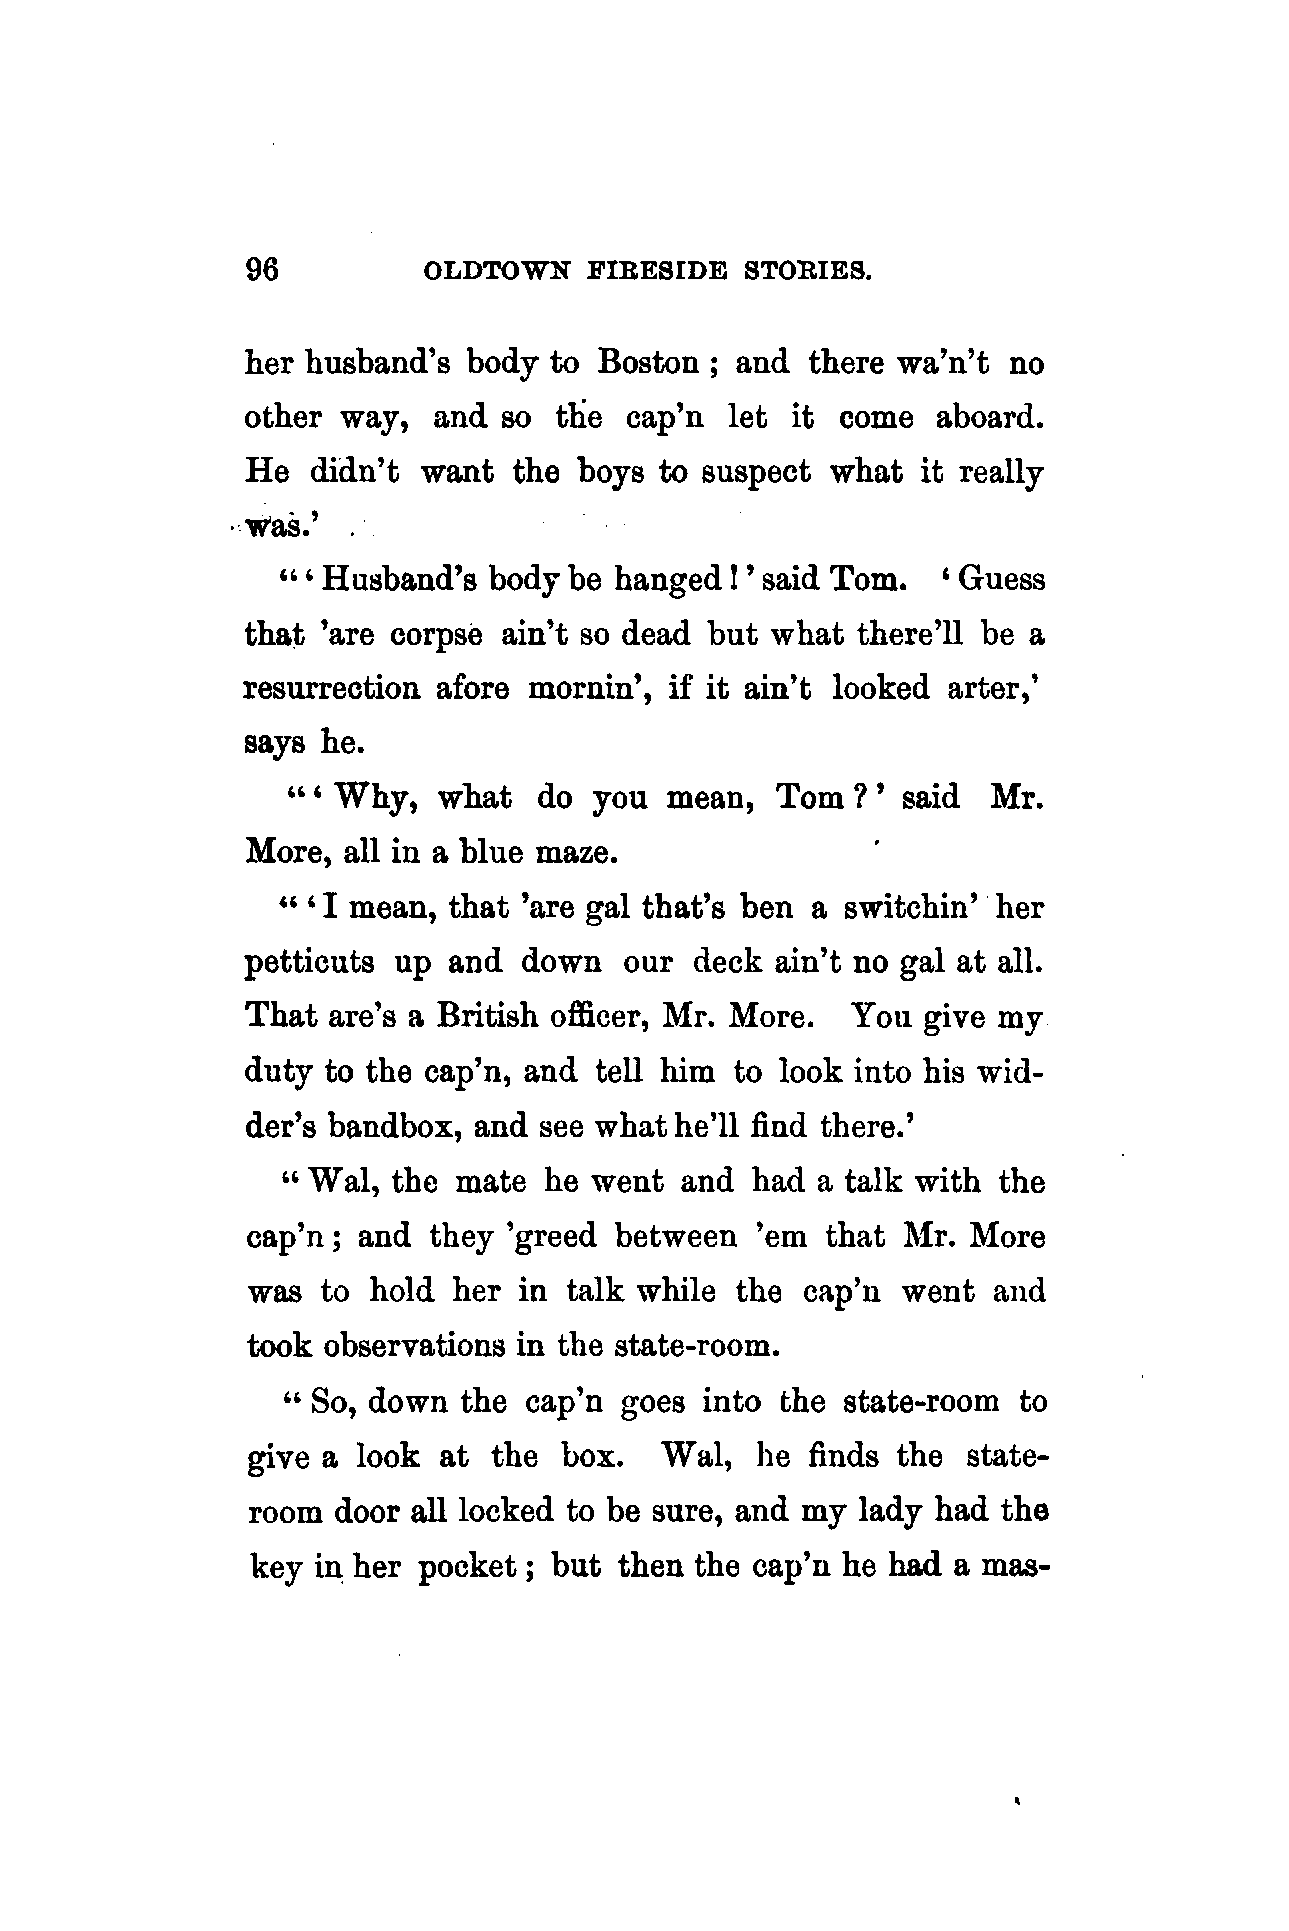 96 OLDTOWN FIRESIDE STORIES.
her husband's body to Boston ; and there wa'n't no
other way, and so the cap'n let it come aboard.
He didn't want the boys to suspect what it really
was.'
“ ‘ Husband's body be hanged ! ’ said Tom. ‘ Guess
that ’are corpse ain't so dead but what there'll be a
resurrection afore mornin’, if it ain't looked arter,’
says he.
“ ‘ Why, what do you mean, Tom ? ’ said Mr.
More, all in a blue maze.
“ ‘ I mean, that ’are gal that's ben a switchin’ her
petticuts up and down our deck ain't no gal at all.
That are's a British officer, Mr. More. You give my
duty to the cap'n, and tell him to look into his wid-
der's bandbox, and see what he'll find there.’
“ Wal, the mate he went and had a talk with the
cap'n ; and they ’greed between ’em that Mr. More
was to hold her in talk while the cap'n went and
took observations in the state-room.
“ So, down the cap'n goes into the state-room to
give a look at the box. Wal, he finds the state-
room door all locked to be sure, and my lady had the
key in her pocket ; but then the cap'n he had a mas-